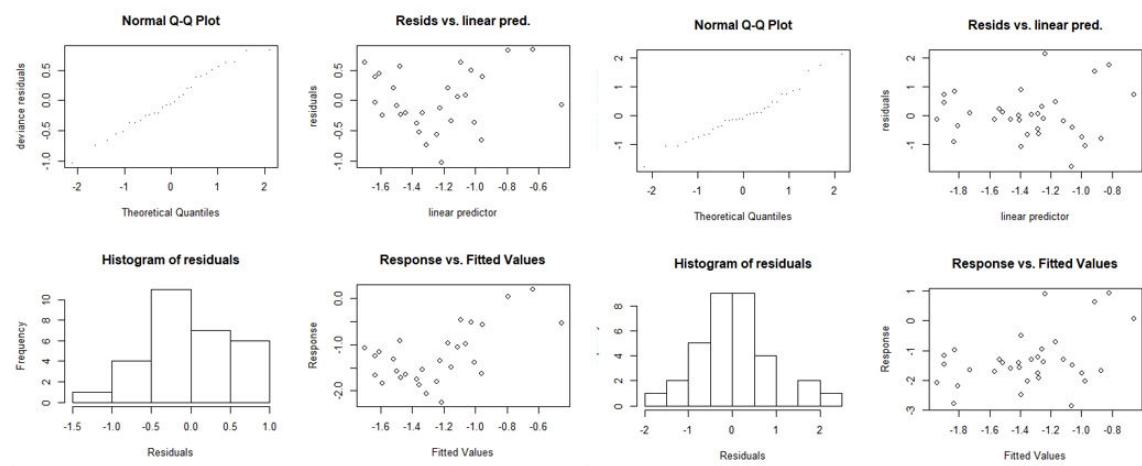 Normal Q-Q Plot
deviance residuals
-1.0 -0.5 0.0 0.5
-2 -1 0 1 2
Theoretical Quantiles
Resids vs. linear pred.
residuals
-1.0 -0.5 0.0 0.5
-1.6 -1.4 -1.2 -1.0 -0.8 -0.6
linear predictor
Normal Q-Q Plot
-1 0 1 2
-2 -1 0 1 2
Theoretical Quantiles
Resids vs. linear pred.
residuals
-1 0 1 2
-1.8 -1.6 -1.4 -1.2 -1.0 -0.8
linear predictor
Histogram of residuals
Frequency
0 2 4 6 8 10
-1.5 -1.0 -0.5 0.0 0.5 1.0
Residuals
Response vs. Fitted Values
Response
-2.0 -1.0 0.0
-1.6 -1.4 -1.2 -1.0 -0.8 -0.6
Fitted Values
Histogram of residuals
0 2 4 6 8
-2 -1 0 1 2
Residuals
Response vs. Fitted Values
Response
-3 -2 -1 0 1
-1.8 -1.6 -1.4 -1.2 -1.0 -0.8
Fitted Values